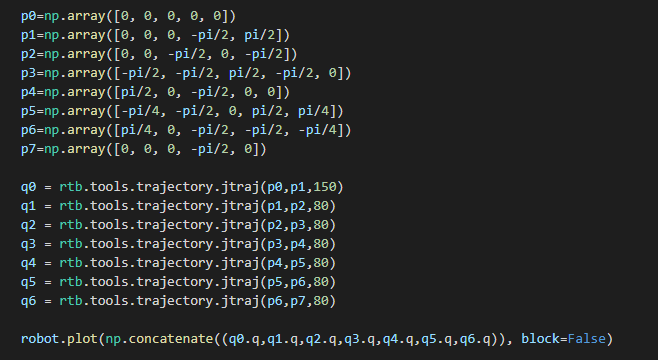 p0=np.array([0, 0, 0, 0, 0])
p1=np.array([0, 0, 0, -pi/2, pi/2])
p2=np.array([0, 0, -pi/2, 0, -pi/2])
p3=np.array([-pi/2, -pi/2, pi/2, -pi/2, 0])
p4=np.array([pi/2, 0, -pi/2, 0, 0])
p5=np.array([-pi/4, -pi/2, 0, pi/2, pi/4])
p6=np.array([pi/4, 0, -pi/2, -pi/2, -pi/4])
p7=np.array([0, 0, 0, -pi/2, 0])
q0 = rtb.tools.trajectory.jtraj(p0,p1,150)
q1 = rtb.tools.trajectory.jtraj(p1,p2,80)
q2 = rtb.tools.trajectory.jtraj(p2,p3,80)
q3 = rtb.tools.trajectory.jtraj(p3,p4,80)
q4 = rtb.tools.trajectory.jtraj(p4,p5,80)
q5 = rtb.tools.trajectory.jtraj(p5,p6,80)
q6 = rtb.tools.trajectory.jtraj(p6,p7,80)
robot.plot(np.concatenate((q0.q,q1.q,q2.q,q3.q,q4.q,q5.q,q6.q)), block=False)